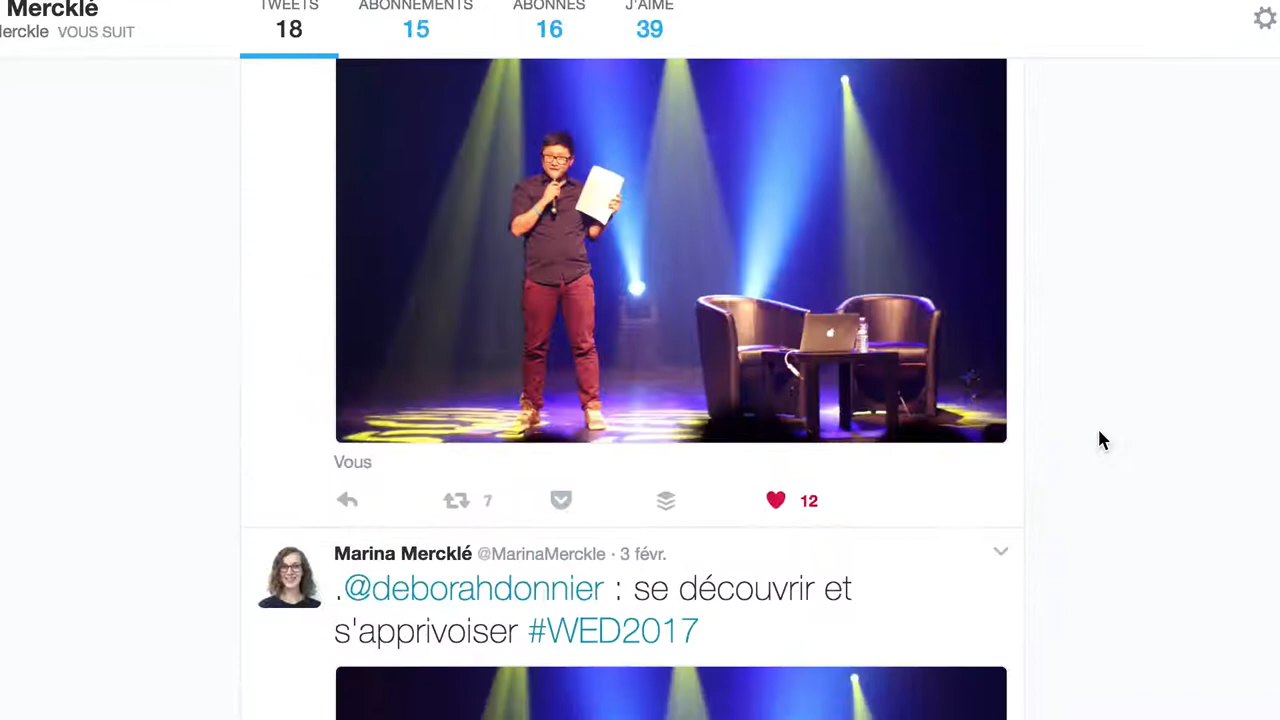 Mercklé
TWEETS
ABONNEMENTS
ABONNÉS
J'AIME
erckle VOUS SUIT
18
15
16
39
Vous
7
12
Marina Mercklé @MarinaMerckle · 3 févr.
.@deborahdonnier : se découvrir et
s'apprivoiser #WED2017